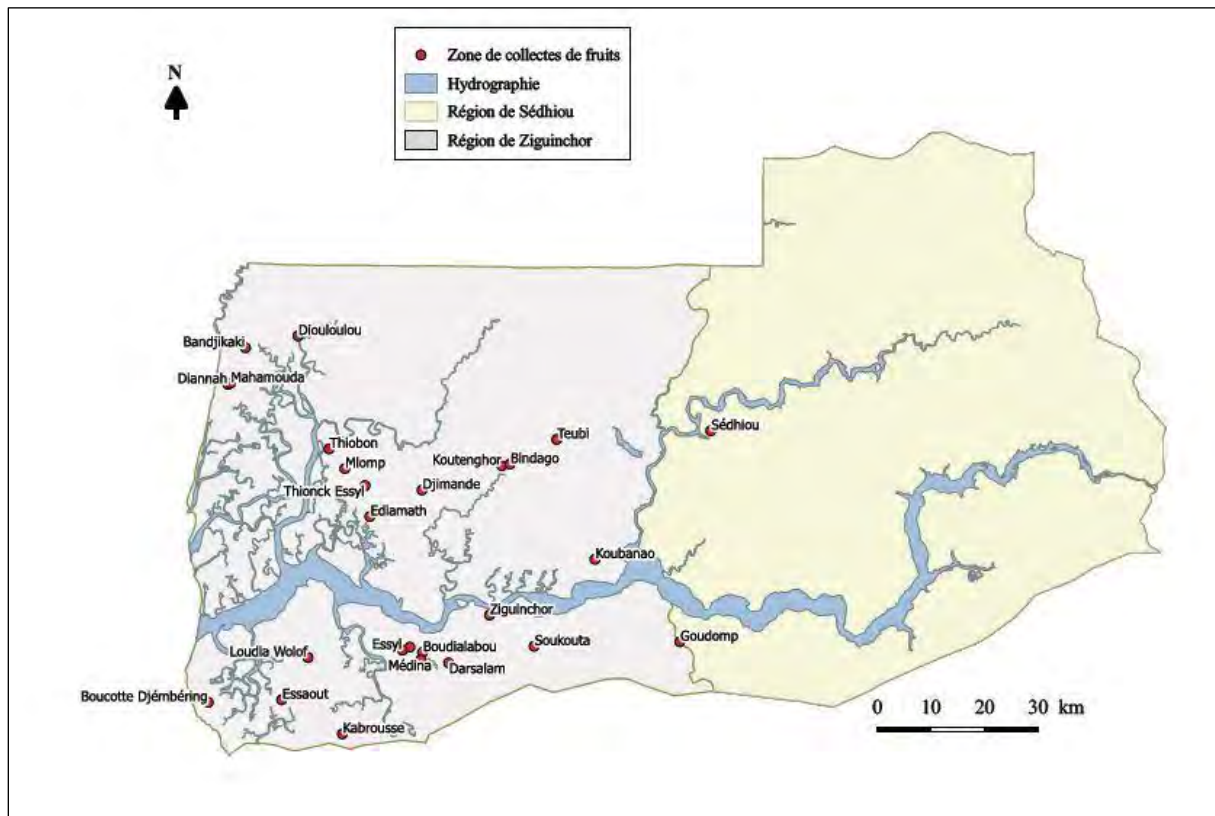 Zone de collectes de fruits
Hydrographie
Région de Sédhiou
Région de Ziguinchor
N
Diouloulou
Bandjikaki
Diannah Mahamouda
Thiobon
Mlomp
Thionck Essyl
Ediamath
Djimande
Koutenghor
Bindago
Teubi
Sédhiou
Koubanao
Ziguinchor
Essyl
Boudialabou
Médina
Darsalam
Soukouta
Goudomp
Loudia Wolof
Boucotte Djémbéring
Essaout
Kabrousse
0 10 20 30 km